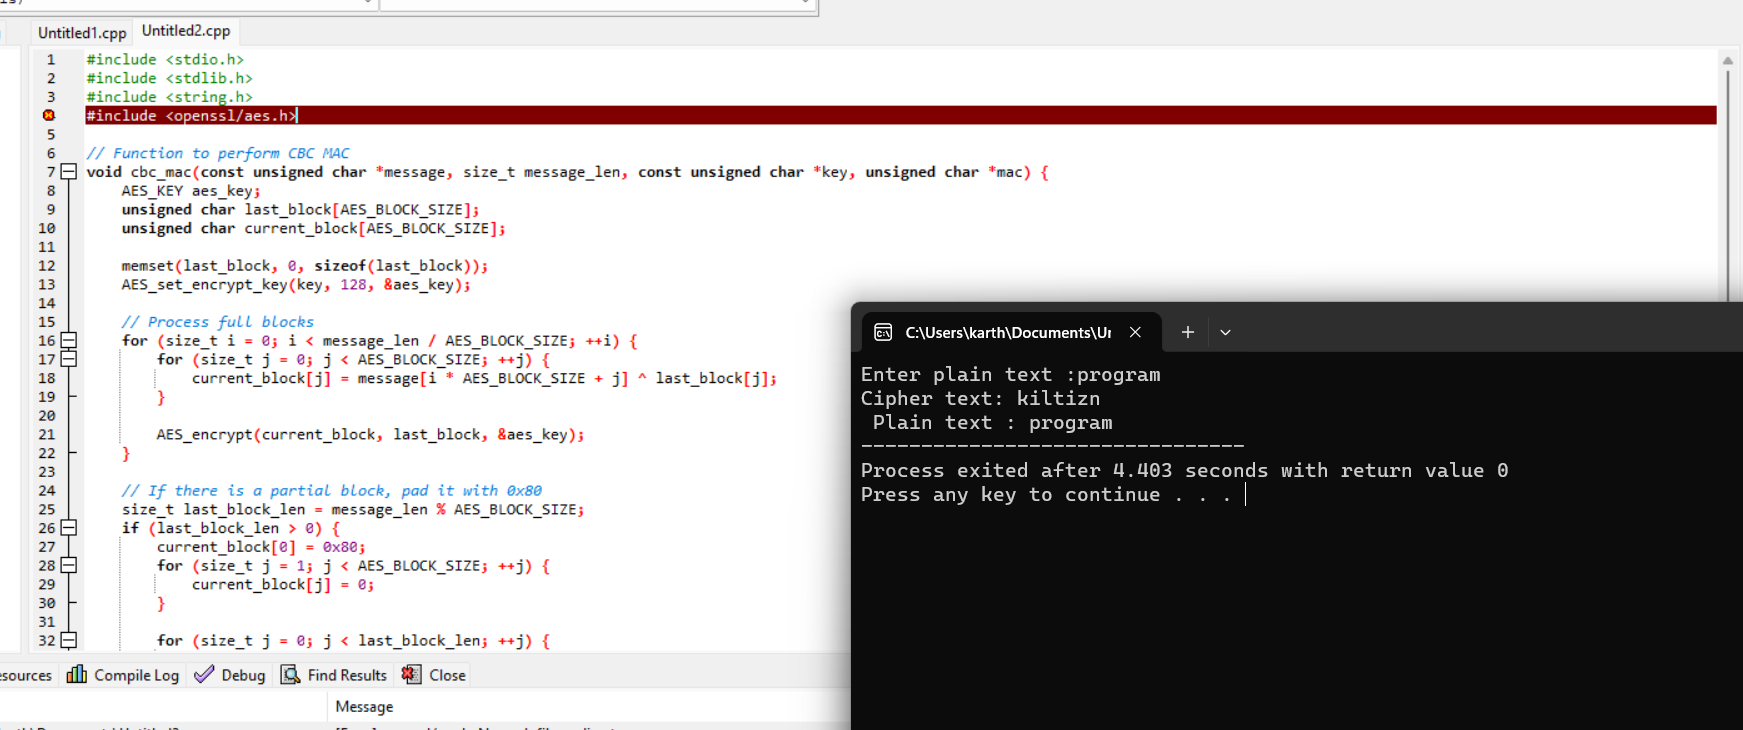 Untitled1.cpp Untitled2.cpp
1 #include <stdio.h>
2 #include <stdlib.h>
3 #include <string.h>
#include <openssl/aes.h>
5
6 // Function to perform CBC MAC
7 void cbc_mac(const unsigned char *message, size_t message_len, const unsigned char *key, unsigned char *mac) {
8 AES_KEY aes_key;
9 unsigned char last_block[AES_BLOCK_SIZE];
10 unsigned char current_block[AES_BLOCK_SIZE];
11
12 memset(last_block, 0, sizeof(last_block));
13 AES_set_encrypt_key(key, 128, &aes_key);
14
15 // Process full blocks
16 for (size_t i = 0; i < message_len / AES_BLOCK_SIZE; ++i) {
17 for (size_t j = 0; j < AES_BLOCK_SIZE; ++j) {
18 current_block[j] = message[i * AES_BLOCK_SIZE + j] ^ last_block[j];
19 }
20
21 AES_encrypt(current_block, last_block, &aes_key);
22 }
23
24 // If there is a partial block, pad it with 0x80
25 size_t last_block_len = message_len % AES_BLOCK_SIZE;
26 if (last_block_len > 0) {
27 current_block[0] = 0x80;
28 for (size_t j = 1; j < AES_BLOCK_SIZE; ++j) {
29 current_block[j] = 0;
30 }
31
32 for (size_t j = 0; j < last_block_len; ++j) {
esources Compile Log Debug Find Results Close
Message
C:\Users\karth\Documents\Ur
Enter plain text :program
Cipher text: kiltizn
Plain text : program
--------------------------------
Process exited after 4.403 seconds with return value 0
Press any key to continue . . .